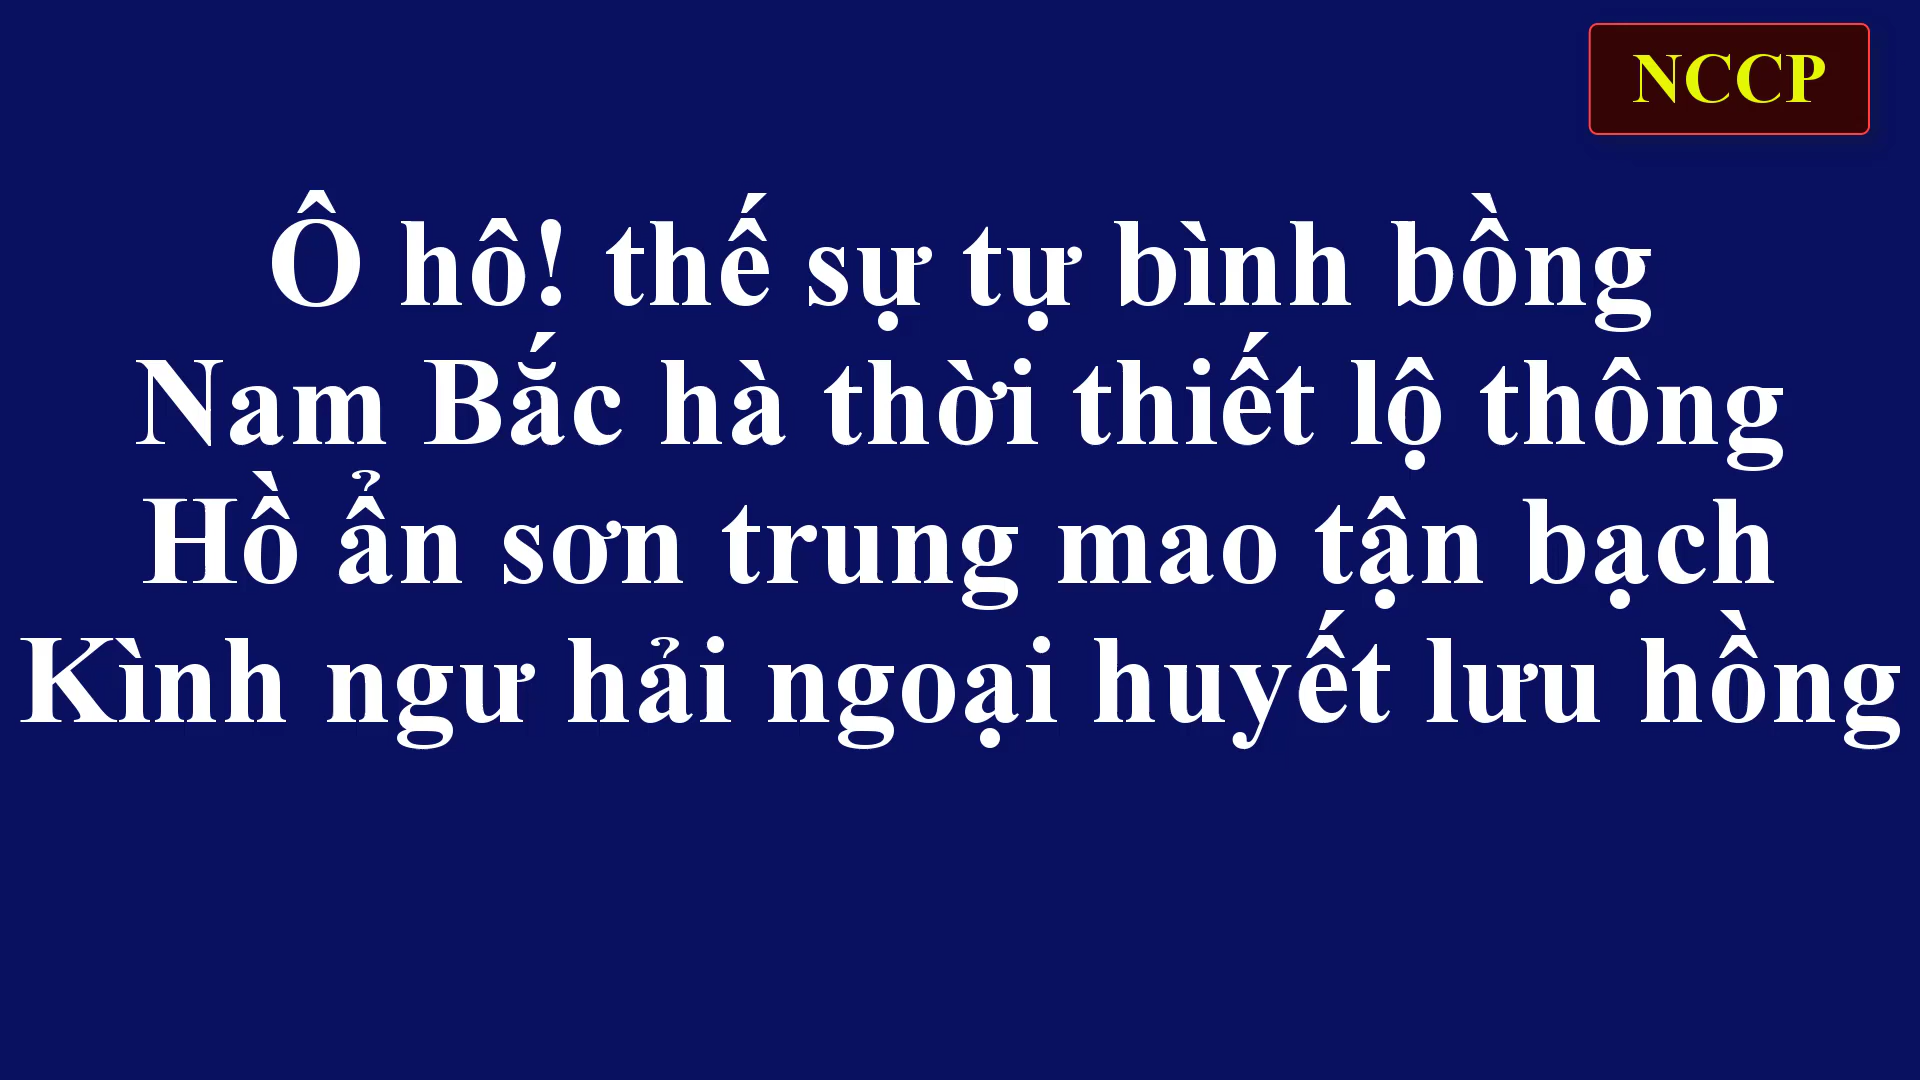 NCCP
Ô hô! thế sự tự bình bồng
Nam Bắc hà thời thiết lộ thông
Hồ ẩn sơn trung mao tận bạch
Kình ngư hải ngoại huyết lưu hồng